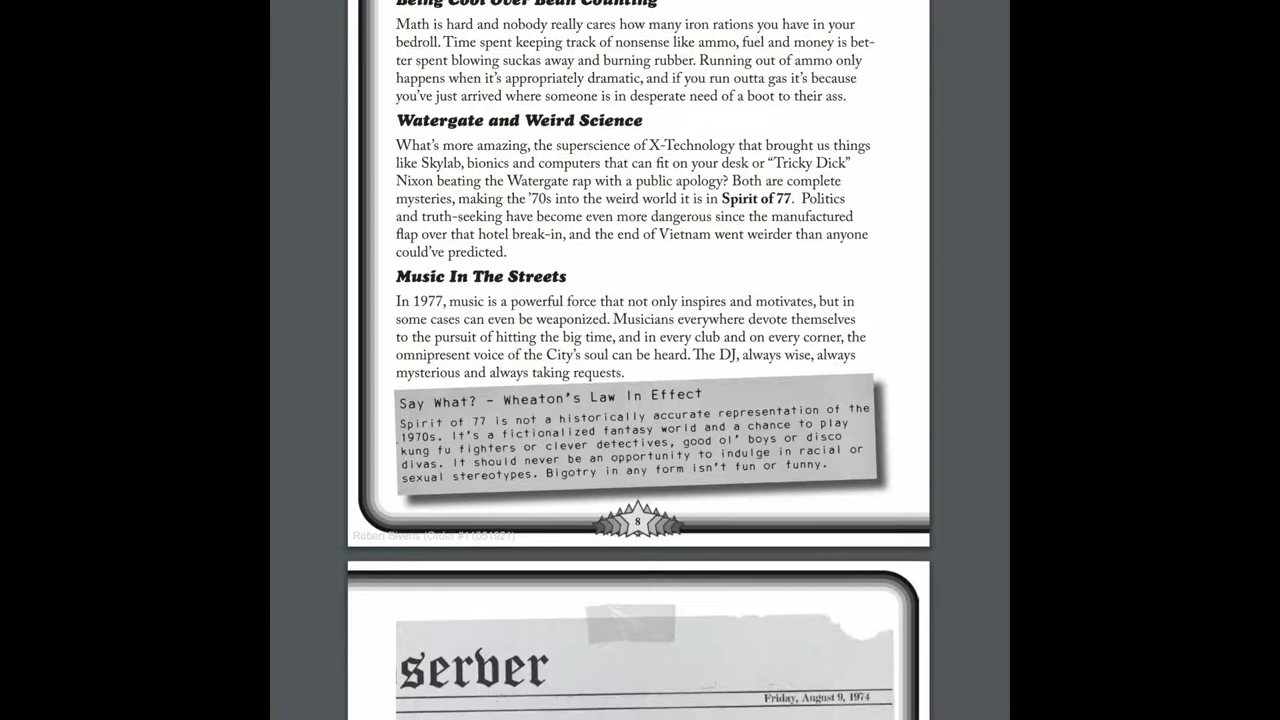 Being Cool Over Bean Counting
Math is hard and nobody really cares how many iron rations you have in your
bedroll. Time spent keeping track of nonsense like ammo, fuel and money is bet-
ter spent blowing suckas away and burning rubber. Running out of ammo only
happens when it's appropriately dramatic, and if you run outta gas it's because
you've just arrived where someone is in desperate need of a boot to their ass.
Watergate and Weird Science
What's more amazing, the superscience of X-Technology that brought us things
like Skylab, bionics and computers that can fit on your desk or “Tricky Dick”
Nixon beating the Watergate rap with a public apology? Both are complete
mysteries, making the '70s into the weird world it is in Spirit of 77. Politics
and truth-seeking have become even more dangerous since the manufactured
flap over that hotel break-in, and the end of Vietnam went weirder than anyone
could've predicted.
Music In The Streets
In 1977, music is a powerful force that not only inspires and motivates, but in
some cases can even be weaponized. Musicians everywhere devote themselves
to the pursuit of hitting the big time, and in every club and on every corner, the
omnipresent voice of the City's soul can be heard. The DJ, always wise, always
mysterious and always taking requests.
Say What? - Wheaton's Law In Effect
Spirit of 77 is not a historically accurate representation of the
1970s. It's a fictionalized fantasy world and a chance to play
kung fu fighters or clever detectives, good ol' boys or disco
divas. It should never be an opportunity to indulge in racial or
sexual stereotypes. Bigotry in any form isn't fun or funny.
8
Robert Bivens (Order
server
Friday, August 9, 1974